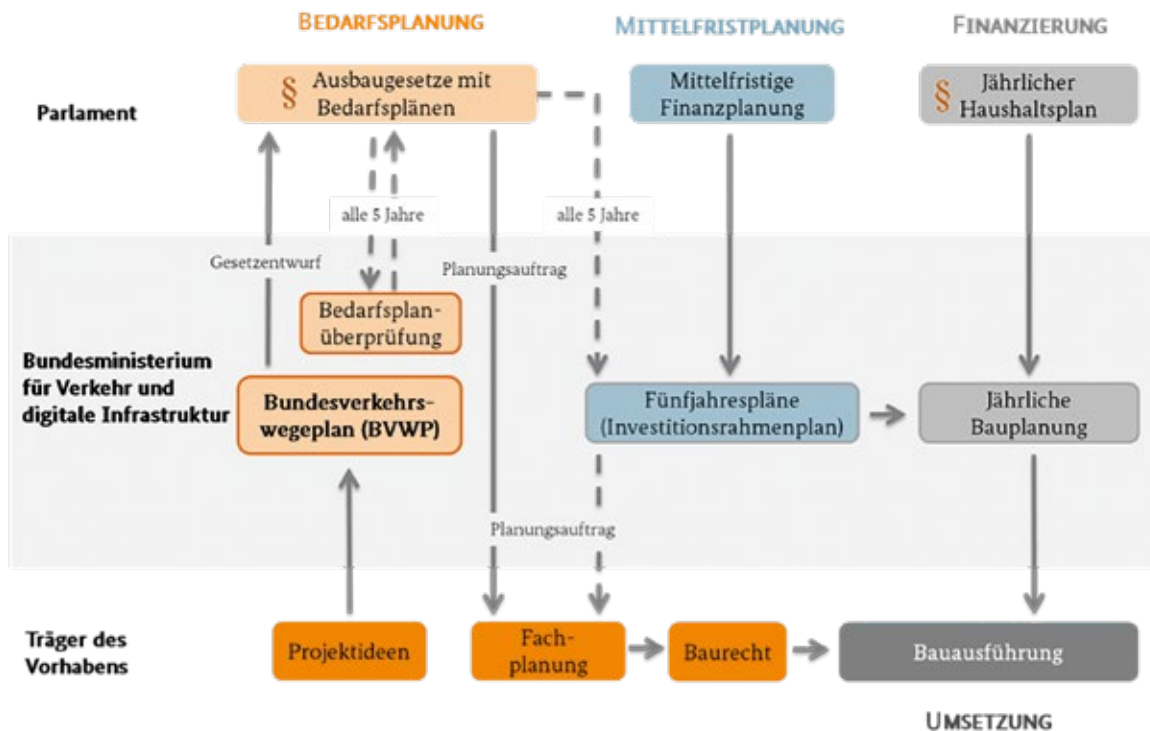 BEDARFSPLANUNG
MITTELFRISTPLANUNG
FINANZIERUNG
Parlament
§ Ausbaugesetze mit
Bedarfsplänen
Mittelfristige
Finanzplanung
§ Jährlicher
Haushaltsplan
alle 5 Jahre
alle 5 Jahre
Gesetzentwurf
Planungsauftrag
Bundesministerium
für Verkehr und
digitale Infrastruktur
Bedarfsplan-
überprüfung
Bundesverkehrs-
wegeplan (BVWP)
Fünfjahrespläne
(Investitionsrahmenplan)
Jährliche
Bauplanung
Planungsauftrag
Träger des
Vorhabens
Projektideen
Fach-
planung
Baurecht
Bauausführung
UMSETZUNG